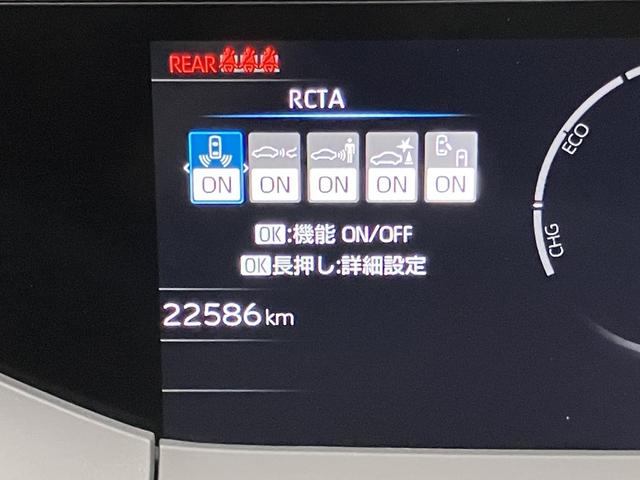 REAR
RCTA
ON ON ON ON ON
OK:機能 ON/OFF
OK長押し:詳細設定
22586km
ECO
CHG